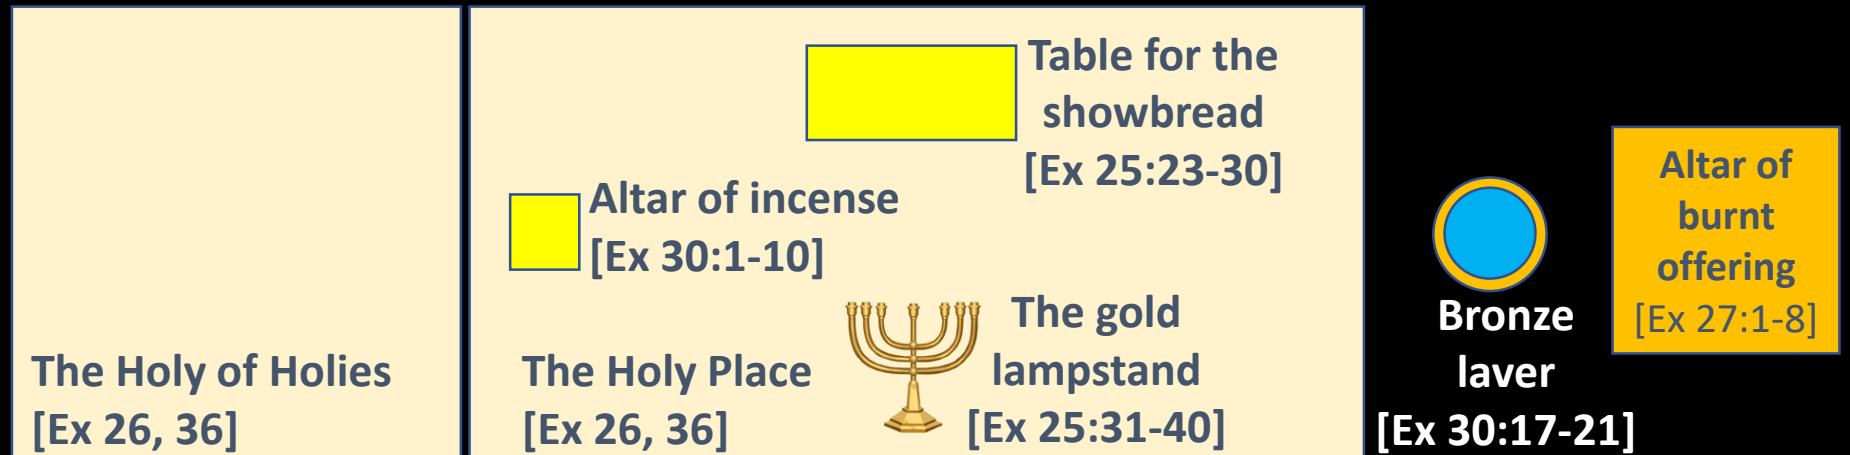 The Holy of Holies
[Ex 26, 36]
The Holy Place
[Ex 26, 36]
Altar of incense
[Ex 30:1-10]
Table for the
showbread
[Ex 25:23-30]
The gold
lampstand
[Ex 25:31-40]
Bronze
laver
[Ex 30:17-21]
Altar of
burnt
offering
[Ex 27:1-8]